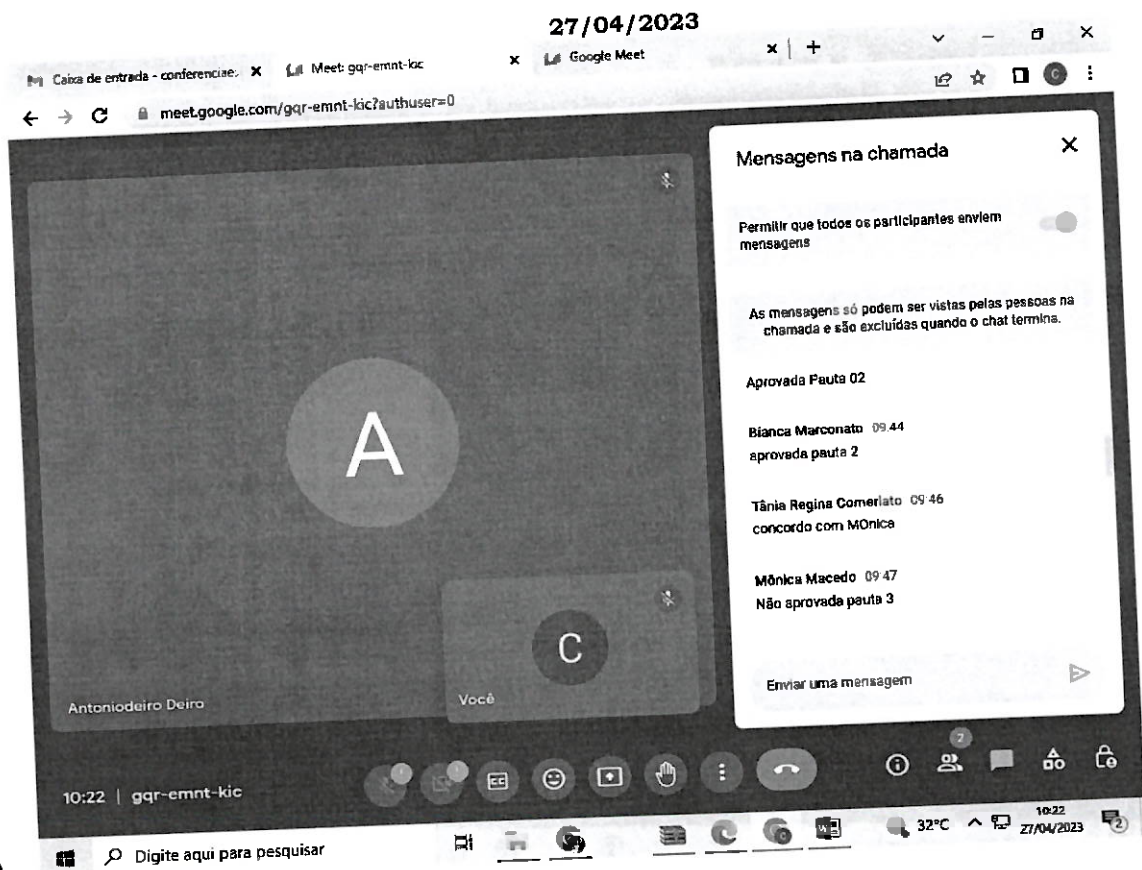 27/04/2023
Caixa de entrada - conferenciae
Meet: gqr-emnt-kic
Google Meet
meet.google.com/gqr-emnt-kic?authuser=0
C
Mensagens na chamada
Permitir que todos os participantes enviem
mensagens
As mensagens só podem ser vistas pelas pessoas na
chamada e são excluídas quando o chat termina.
Aprovada Pauta 02
Bianca Marconato 09:44
aprovada pauta 2
Tânia Regina Comerlato 09:46
concordo com MOnica
Mônica Macedo 09:47
Não aprovada pauta 3
Enviar uma mensagem
A
C
Antoniodeiro Deiro
Você
10:22 | gqr-emnt-kic
CC
2
Digite aqui para pesquisar
32°C
10:22
27/04/2023
2